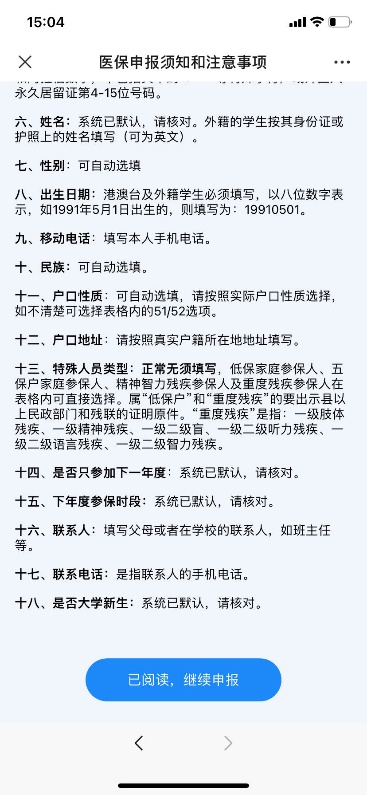 15:04
医保申报须知和注意事项
永久居留证第4-15位号码。
六、姓名：系统已默认，请核对。外籍的学生按其身份证或
护照上的姓名填写（可为英文）。
七、性别：可自动选填
八、出生日期：港澳台及外籍学生必须填写，以八位数字表
示，如1991年5月1日出生的，则填写为：19910501。
九、移动电话：填写本人手机电话。
十、民族：可自动选填。
十一、户口性质：可自动选填，请按照实际户口性质选择，
如不清楚可选择表格内的51/52选项。
十二、户口地址：请按照真实户籍所在地地址填写。
十三、特殊人员类型：正常无须填写，低保家庭参保人、五
保户家庭参保人、精神智力残疾参保人及重度残疾参保人在
表格内可直接选择。属“低保户”和“重度残疾”的要出示县以
上民政部门和残联的证明原件。“重度残疾”是指：一级肢体
残疾、一级精神残疾、一级二级盲、一级二级听力残疾、一
级二级语言残疾、一级二级智力残疾。
十四、是否只参加下一年度：系统已默认，请核对。
十五、下年度参保时段：系统已默认，请核对。
十六、联系人：填写父母或者在学校的联系人，如班主任
等。
十七、联系电话：是指联系人的手机电话。
十八、是否大学新生：系统已默认，请核对。
已阅读，继续申报